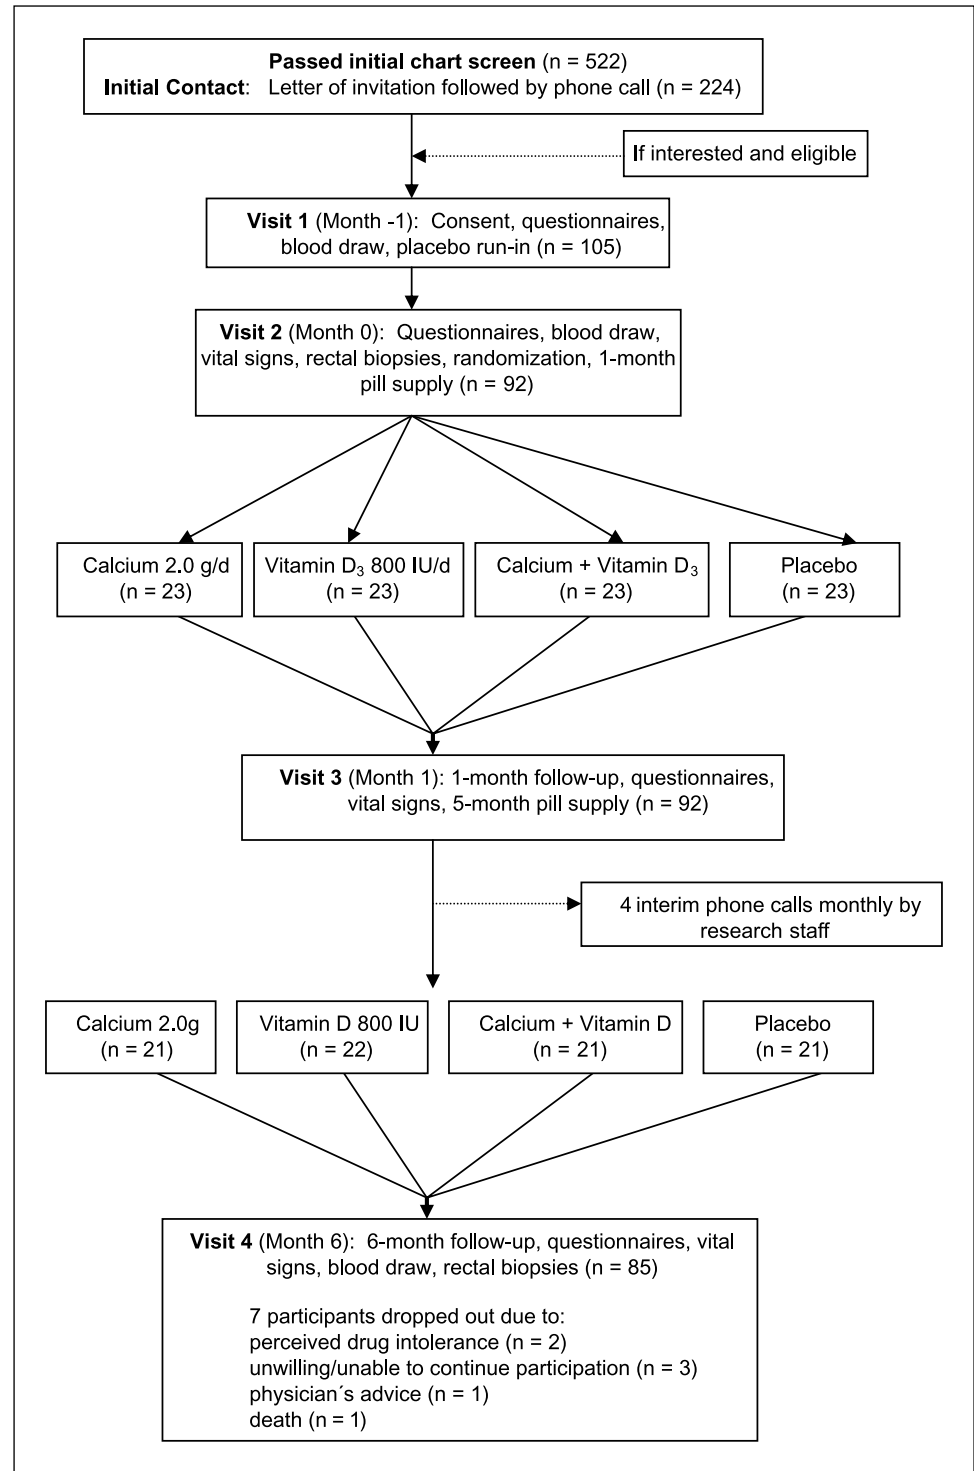 Passed initial chart screen (n = 522)
Initial Contact: Letter of invitation followed by phone call (n = 224)
If interested and eligible
Visit 1 (Month -1): Consent, questionnaires,
blood draw, placebo run-in (n = 105)
Visit 2 (Month 0): Questionnaires, blood draw,
vital signs, rectal biopsies, randomization, 1-month
pill supply (n = 92)
Calcium 2.0 g/d
(n = 23)
Vitamin D₃ 800 IU/d
(n = 23)
Calcium + Vitamin D₃
(n = 23)
Placebo
(n = 23)
Visit 3 (Month 1): 1-month follow-up, questionnaires,
vital signs, 5-month pill supply (n = 92)
4 interim phone calls monthly by
research staff
Calcium 2.0g
(n = 21)
Vitamin D 800 IU
(n = 22)
Calcium + Vitamin D
(n = 21)
Placebo
(n = 21)
Visit 4 (Month 6): 6-month follow-up, questionnaires, vital
signs, blood draw, rectal biopsies (n = 85)
7 participants dropped out due to:
perceived drug intolerance (n = 2)
unwilling/unable to continue participation (n = 3)
physician´s advice (n = 1)
death (n = 1)